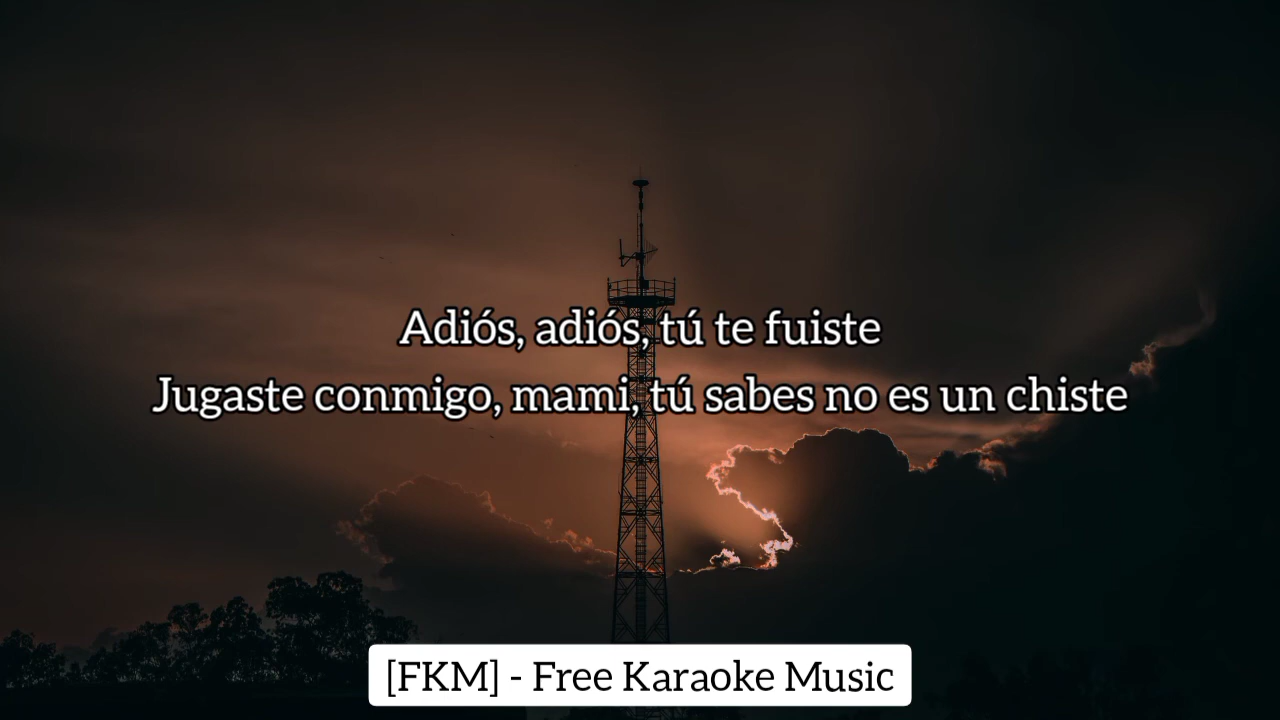 Adiós, adiós, tú te fuiste
Jugaste conmigo, mami, tú sabes no es un chiste
[FKM] - Free Karaoke Music